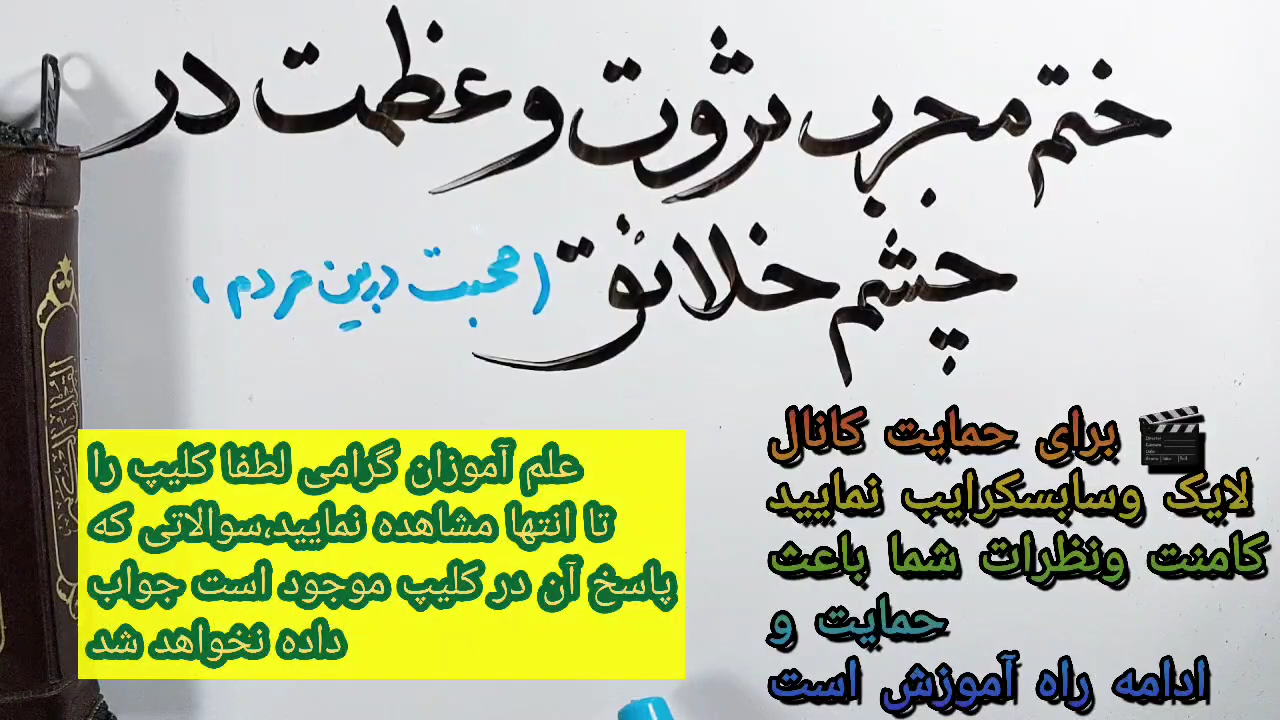 ختم مجرب ثروت و عظمت در
چشم خلائق (محبت در بین مردم)
علم آموزان گرامی لطفا کلیپ را
تا انتها مشاهده نمایید،سوالاتی که
پاسخ آن در کلیپ موجود است جواب
داده نخواهد شد
برای حمایت کانال
لایک وسابسکرایب نمایید
کامنت ونظرات شما باعث
حمایت و
ادامه راه آموزش است